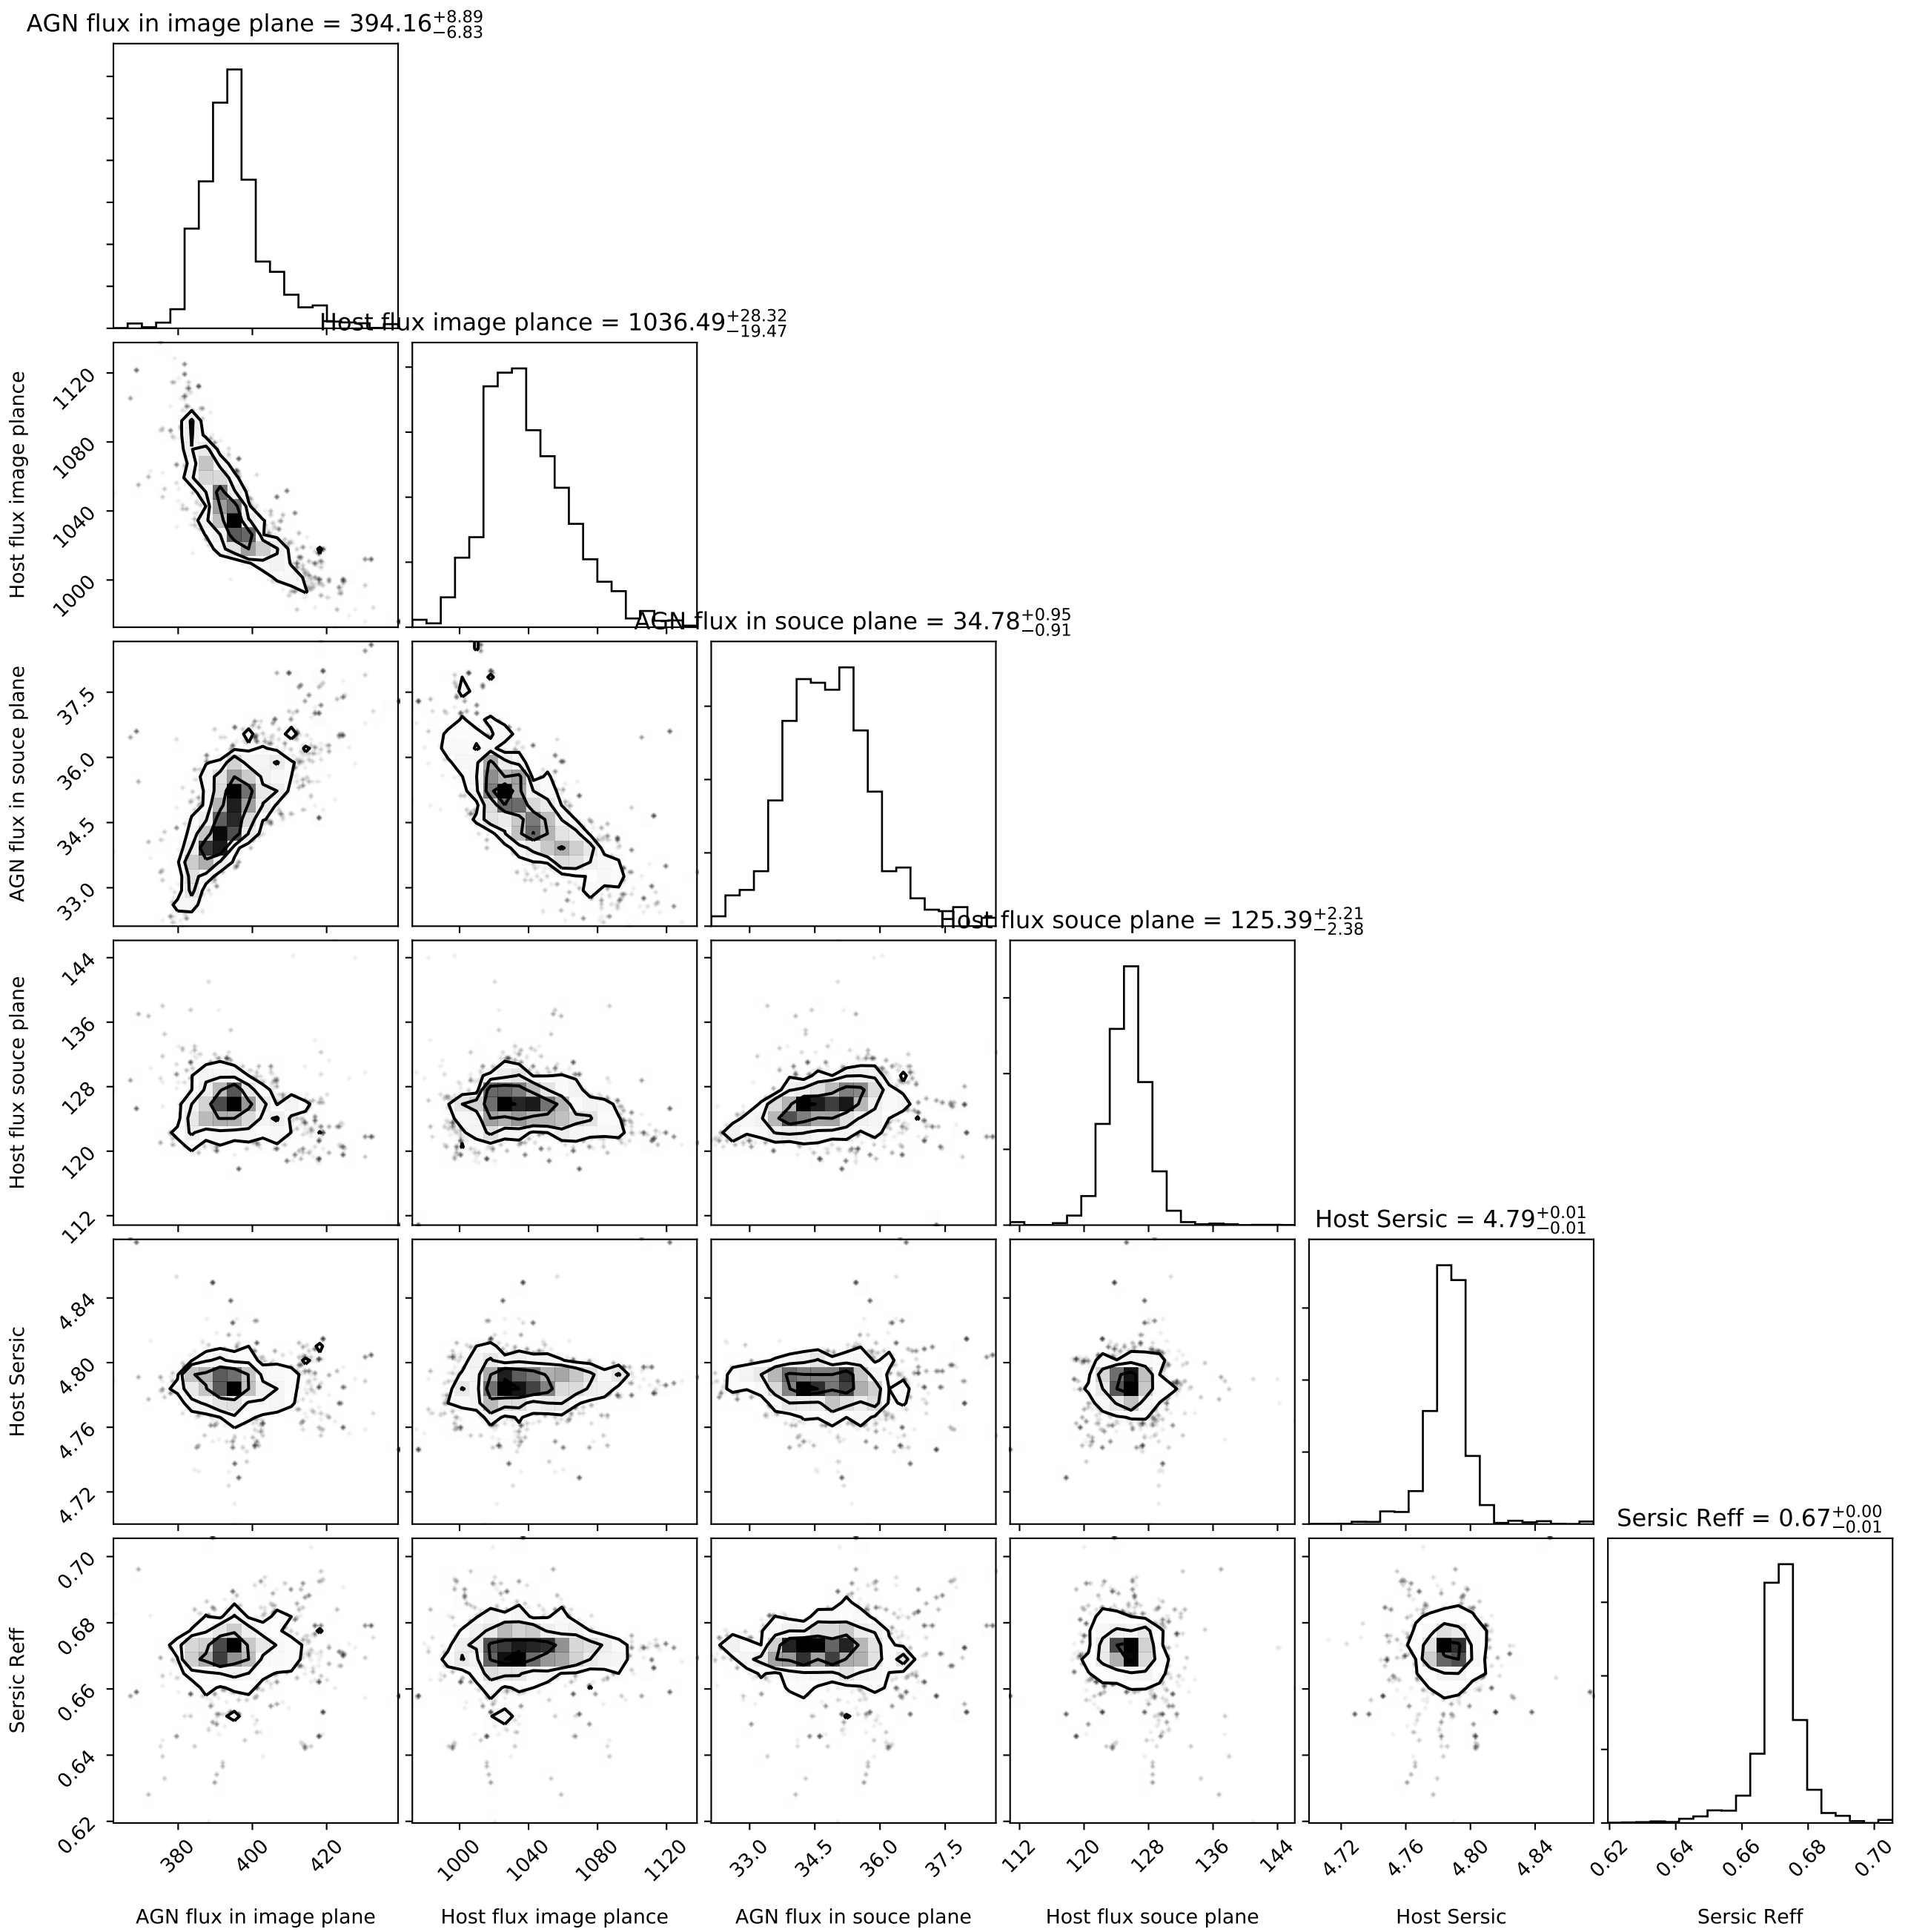 AGN flux in image plane = 394.16+8.89−6.83
Host flux image plance = 1036.49+28.32−19.47
1120
1080
1040
1000
Host flux image plance
AGN flux in souce plane = 34.78+0.95−0.91
37.5
36.0
34.5
33.0
AGN flux in souce plane
Host flux souce plane = 125.39+2.21−2.38
144
136
128
120
112
Host flux souce plane
Host Sersic = 4.79+0.01−0.01
4.84
4.80
4.76
4.72
Host Sersic
Sersic Reff = 0.67+0.00−0.01
0.70
0.68
0.66
0.64
0.62
Sersic Reff
380 400 420 1000 1040 1080 1120 33.0 34.5 36.0 37.5 112 120 128 136 144 4.72 4.76 4.80 4.84 0.62 0.64 0.66 0.68 0.70
AGN flux in image plane Host flux image plance AGN flux in souce plane Host flux souce plane Host Sersic Sersic Reff